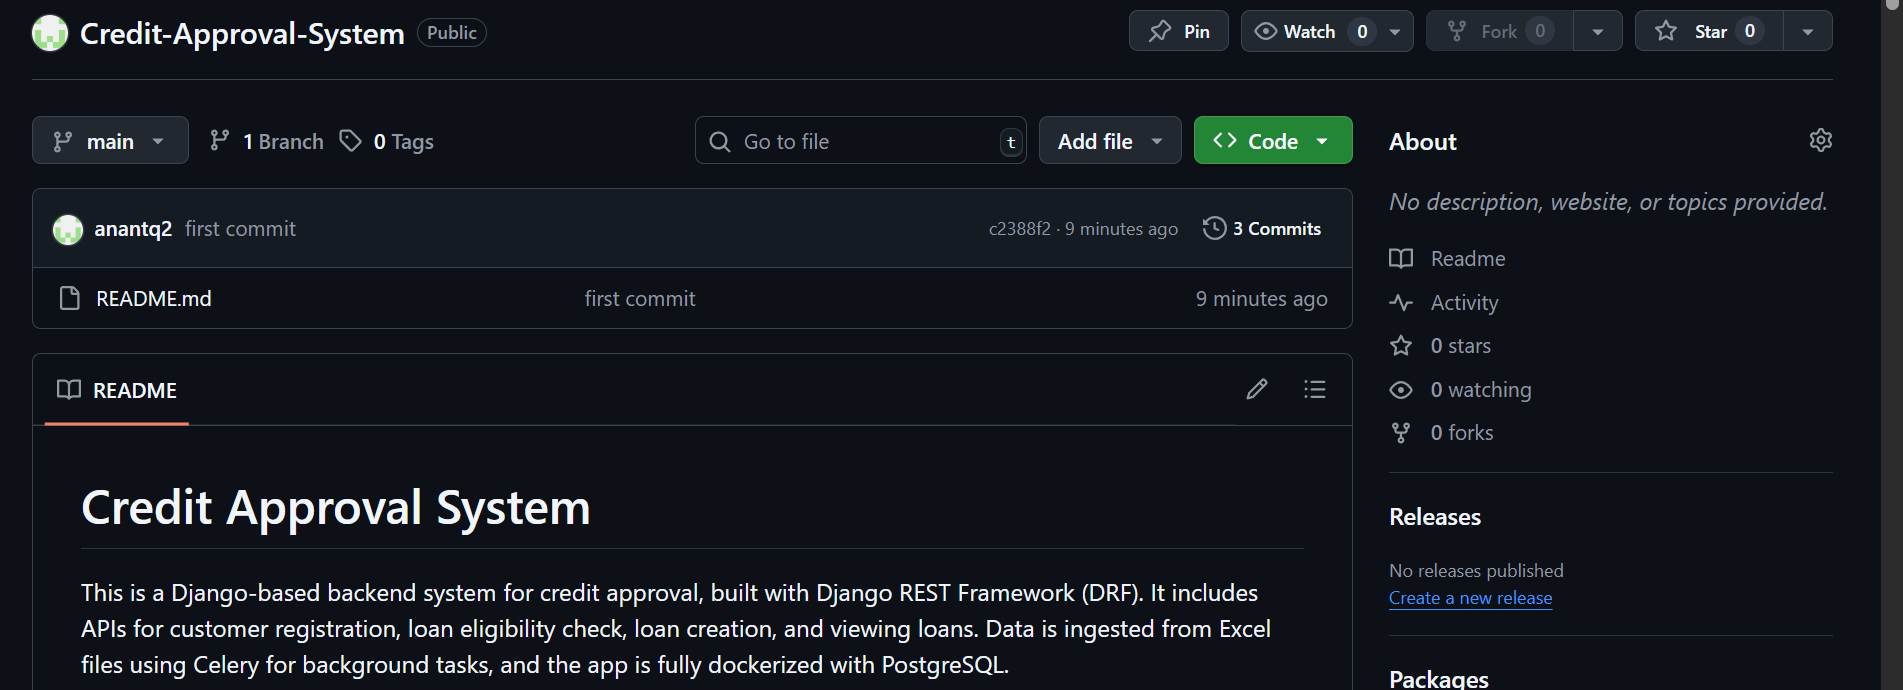 Credit-Approval-System Public Pin Watch 0 Fork 0 Star 0
main 1 Branch 0 Tags Go to file t Add file Code
anantq2 first commit c2388f2 · 9 minutes ago 3 Commits
README.md first commit 9 minutes ago
README
Credit Approval System
This is a Django-based backend system for credit approval, built with Django REST Framework (DRF). It includes
APIs for customer registration, loan eligibility check, loan creation, and viewing loans. Data is ingested from Excel
files using Celery for background tasks, and the app is fully dockerized with PostgreSQL.
About
No description, website, or topics provided.
Readme
Activity
0 stars
0 watching
0 forks
Releases
No releases published
Create a new release
Packages